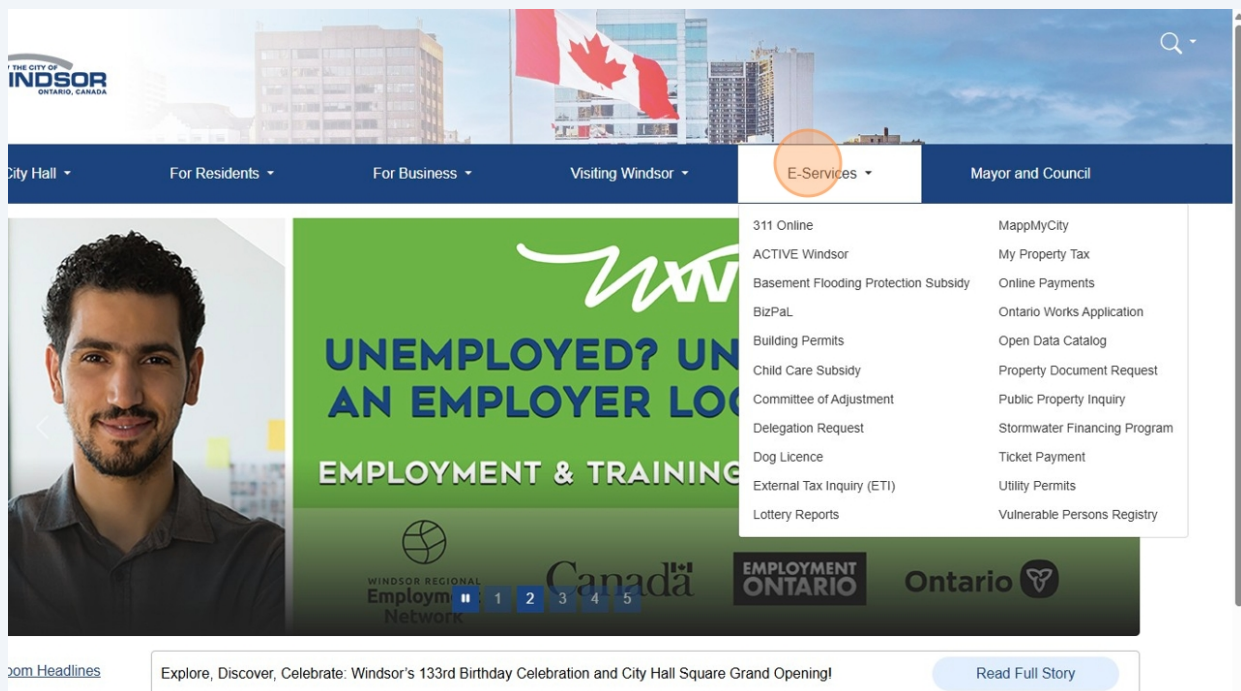 THE CITY OF
INDSOR
ONTARIO, CANADA
City Hall
For Residents
For Business
Visiting Windsor
E-Services
Mayor and Council
311 Online
ACTIVE Windsor
Basement Flooding Protection Subsidy
BizPaL
Building Permits
Child Care Subsidy
Committee of Adjustment
Delegation Request
Dog Licence
External Tax Inquiry (ETI)
Lottery Reports
MappMyCity
My Property Tax
Online Payments
Ontario Works Application
Open Data Catalog
Property Document Request
Public Property Inquiry
Stormwater Financing Program
Ticket Payment
Utility Permits
Vulnerable Persons Registry
UNEMPLOYED? UN
AN EMPLOYER LO
EMPLOYMENT & TRAINING
WINDSOR REGIONAL
Employm
Network
Canada
EMPLOYMENT
ONTARIO
Ontario
1 2 3 4 5
oom Headlines
Explore, Discover, Celebrate: Windsor's 133rd Birthday Celebration and City Hall Square Grand Opening!
Read Full Story